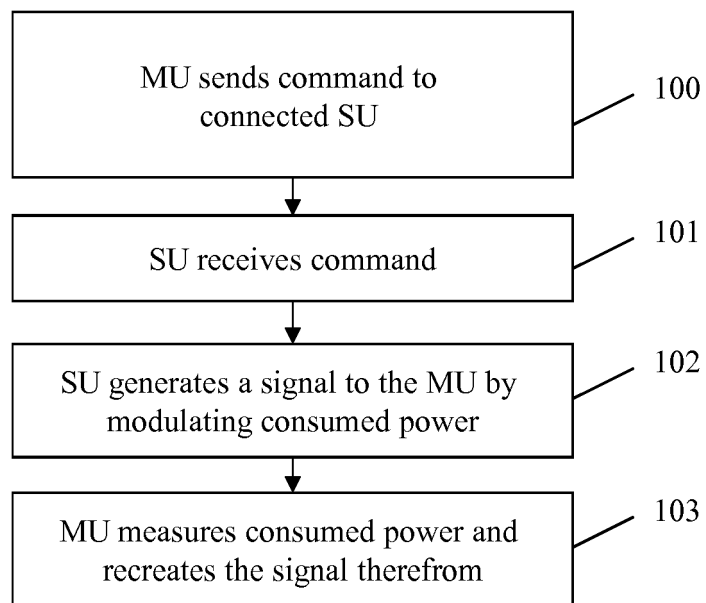 MU sends command to
connected SU
100
SU receives command
101
SU generates a signal to the MU by
modulating consumed power
102
MU measures consumed power and
recreates the signal therefrom
103